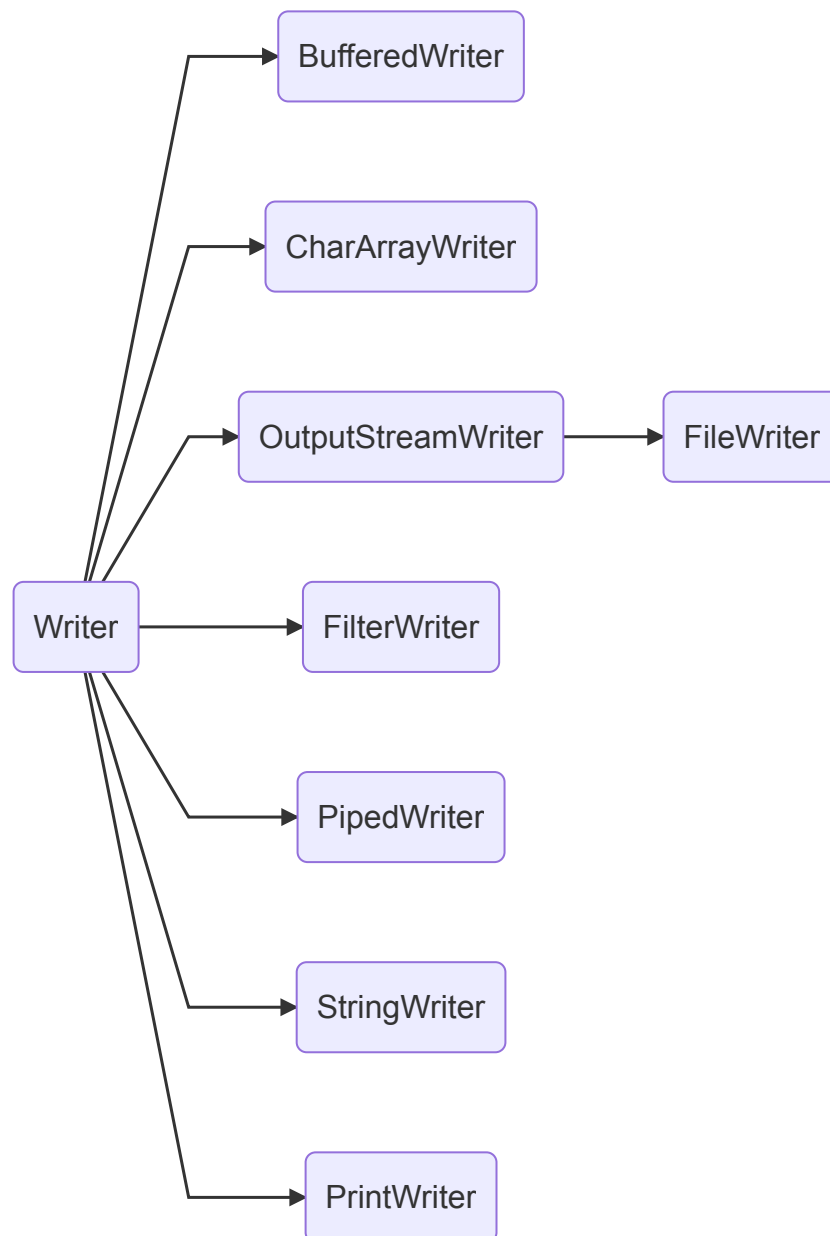 BufferedWriter
CharArrayWriter
OutputStreamWriter
FileWriter
Writer
FilterWriter
PipedWriter
StringWriter
PrintWriter